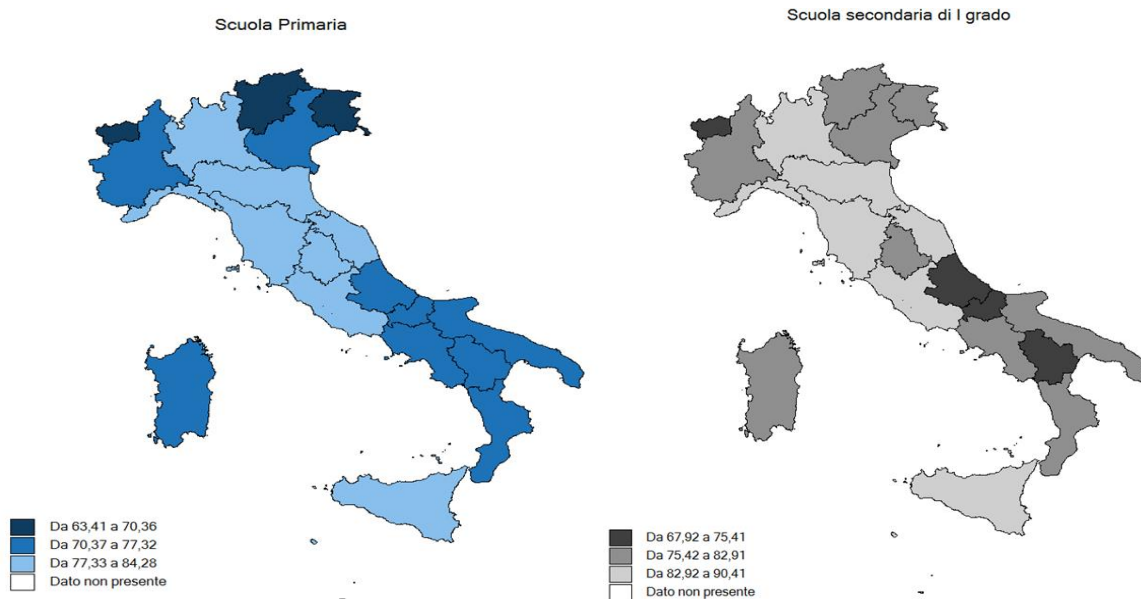 Scuola Primaria
Da 63,41 a 70,36
Da 70,37 a 77,32
Da 77,33 a 84,28
Dato non presente
Scuola secondaria di I grado
Da 67,92 a 75,41
Da 75,42 a 82,91
Da 82,92 a 90,41
Dato non presente